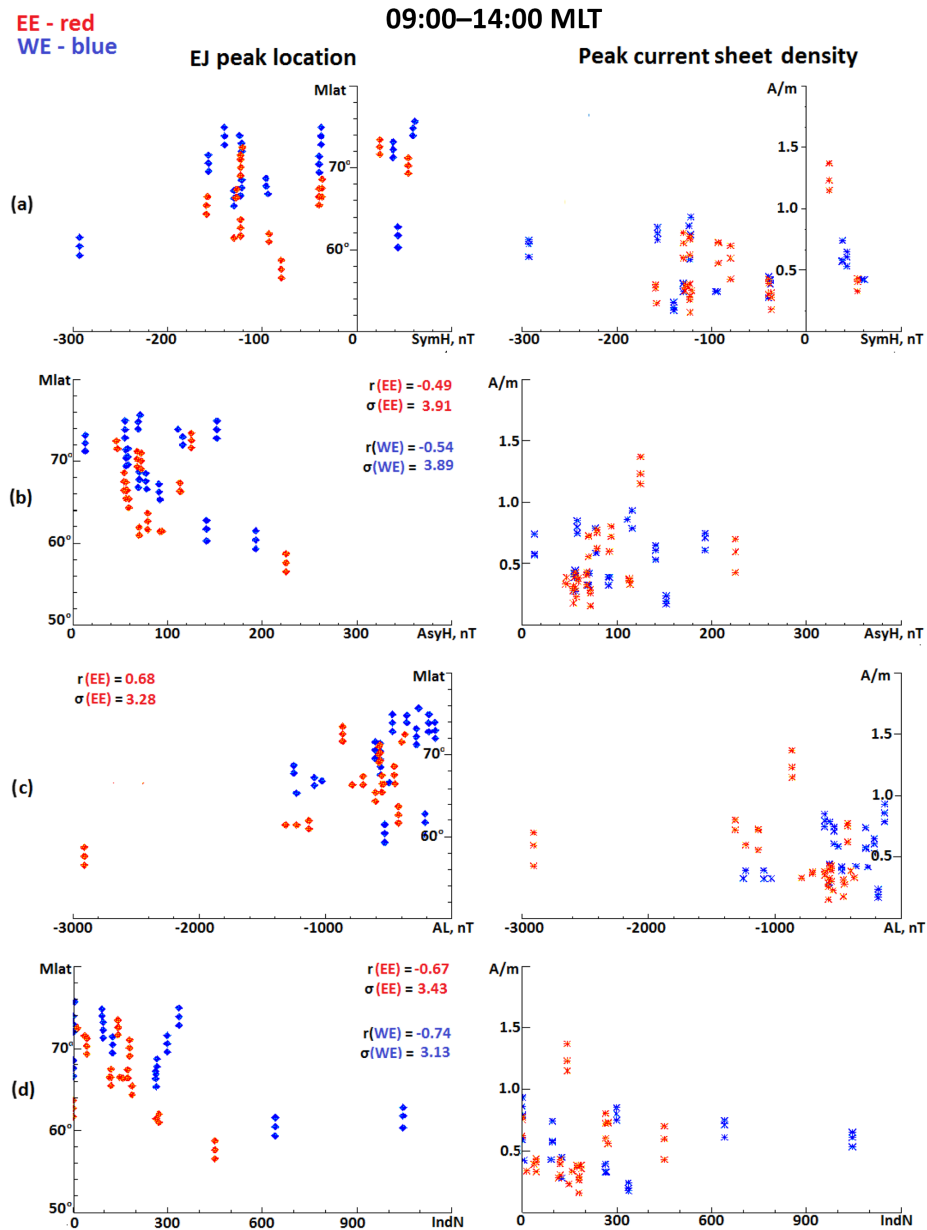 09:00–14:00 MLT
EE - red
WE - blue
EJ peak location
Peak current sheet density
(a)
Mlat
70°
60°
-300
-200
-100
0
SymH, nT
A/m
1.5
1.0
0.5
-300
-200
-100
0
SymH, nT
(b)
Mlat
70°
60°
50°
0
100
200
300
AsyH, nT
r(EE) = -0.49
σ(EE) = 3.91
r(WE) = -0.54
σ(WE) = 3.89
A/m
1.5
1.0
0.5
0
100
200
300
AsyH, nT
(c)
r(EE) = 0.68
σ(EE) = 3.28
Mlat
70°
60°
-3000
-2000
-1000
AL, nT
A/m
1.5
1.0
0.5
-3000
-2000
-1000
AL, nT
(d)
Mlat
70°
60°
50°
0
300
600
900
IndN
r(EE) = -0.67
σ(EE) = 3.43
r(WE) = -0.74
σ(WE) = 3.13
A/m
1.5
1.0
0.5
0
300
600
900
IndN